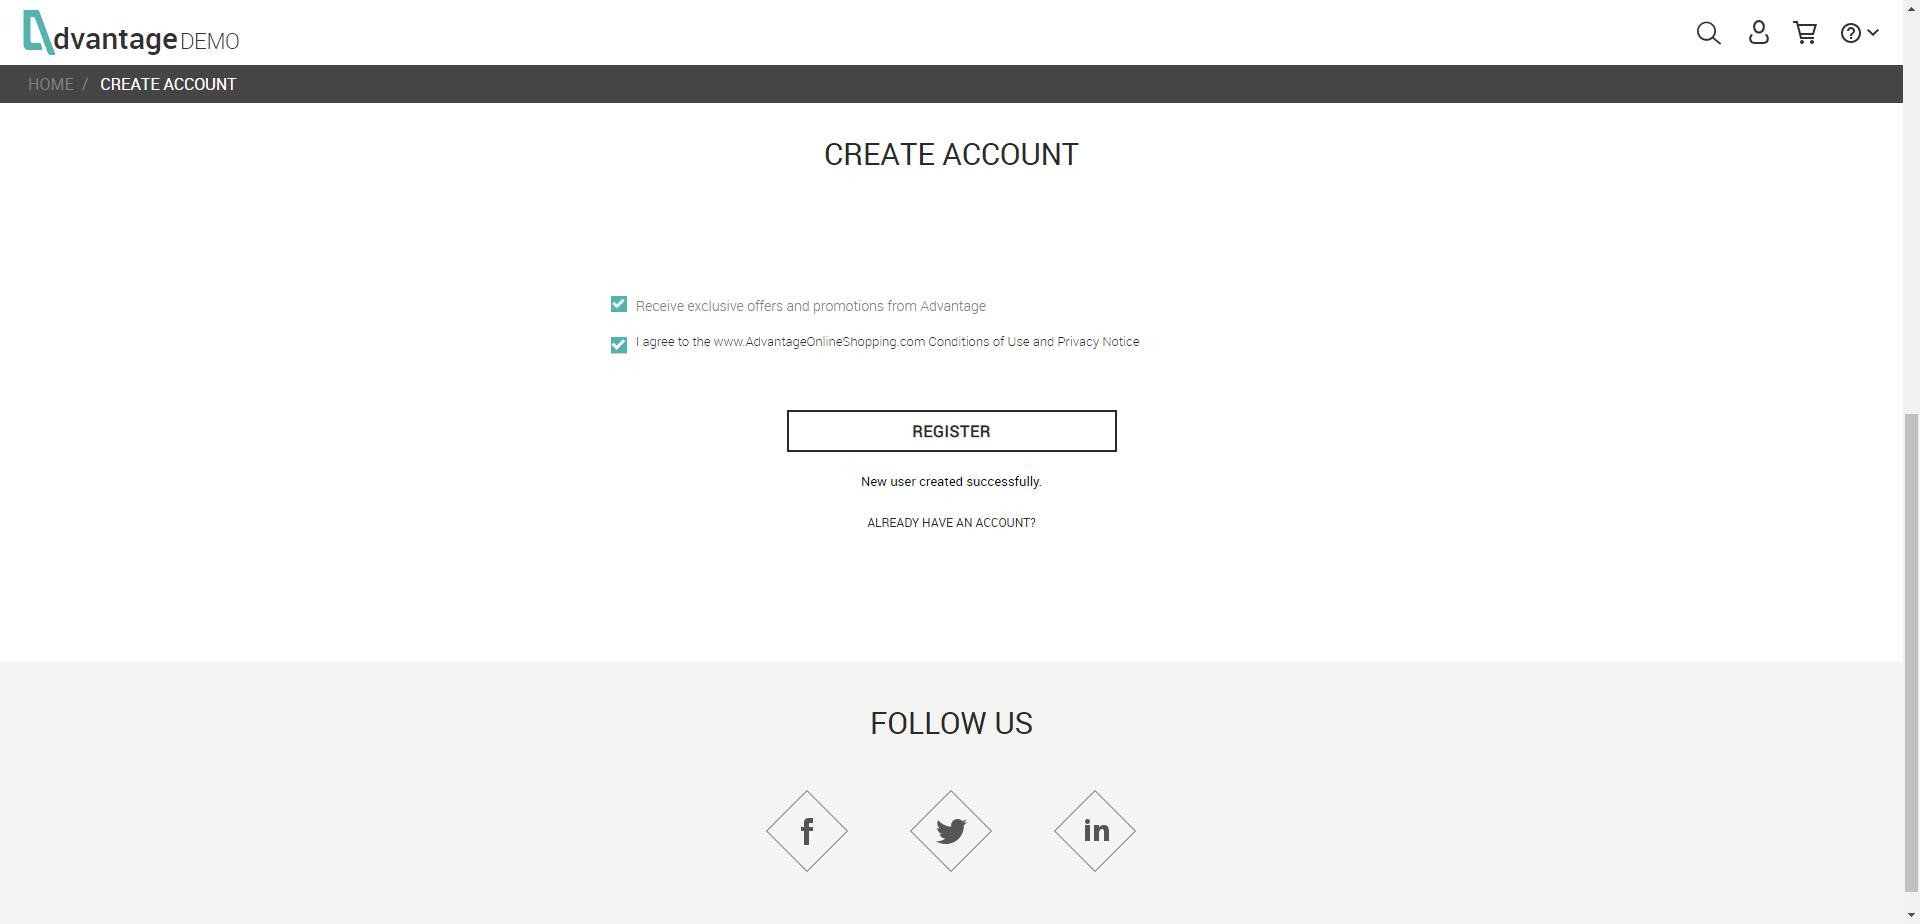 dvantage DEMO
HOME / CREATE ACCOUNT
CREATE ACCOUNT
Receive exclusive offers and promotions from Advantage
I agree to the www.AdvantageOnlineShopping.com Conditions of Use and Privacy Notice
REGISTER
New user created successfully.
ALREADY HAVE AN ACCOUNT?
FOLLOW US
f
in